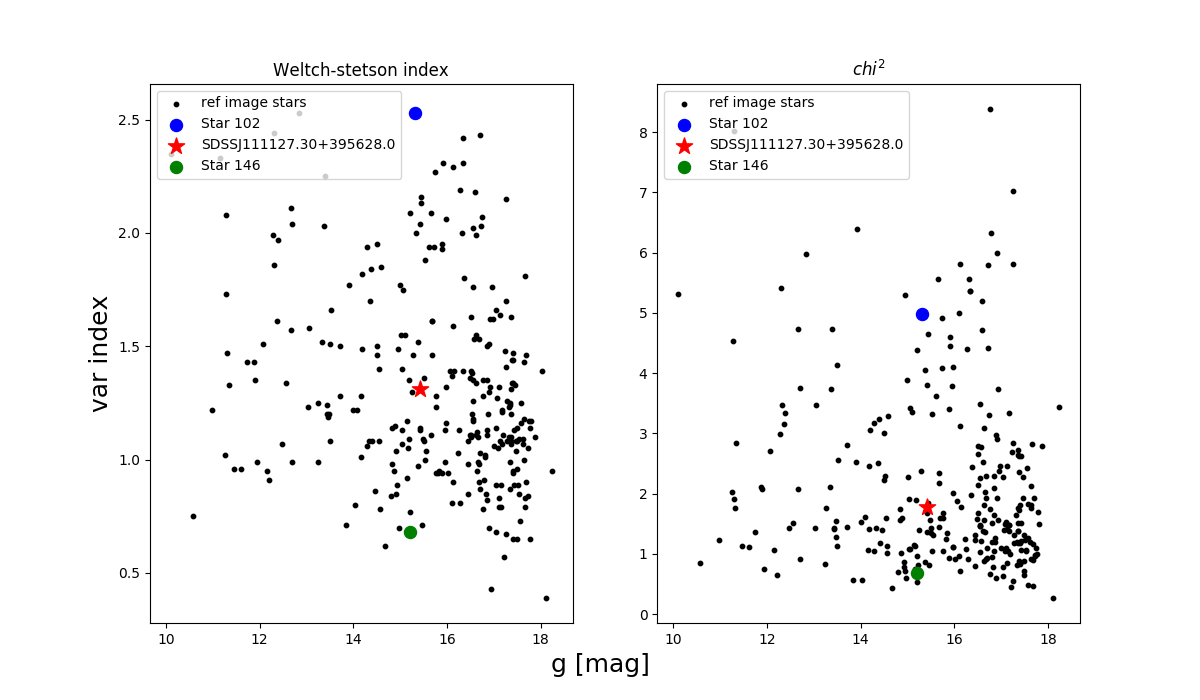 Weltch-stetson index
chi²
ref image stars
Star 102
SDSSJ111127.30+395628.0
Star 146
ref image stars
Star 102
SDSSJ111127.30+395628.0
Star 146
2.5
2.0
1.5
1.0
0.5
8
7
6
5
4
3
2
1
0
var index
10 12 14 16 18
10 12 14 16 18
g [mag]